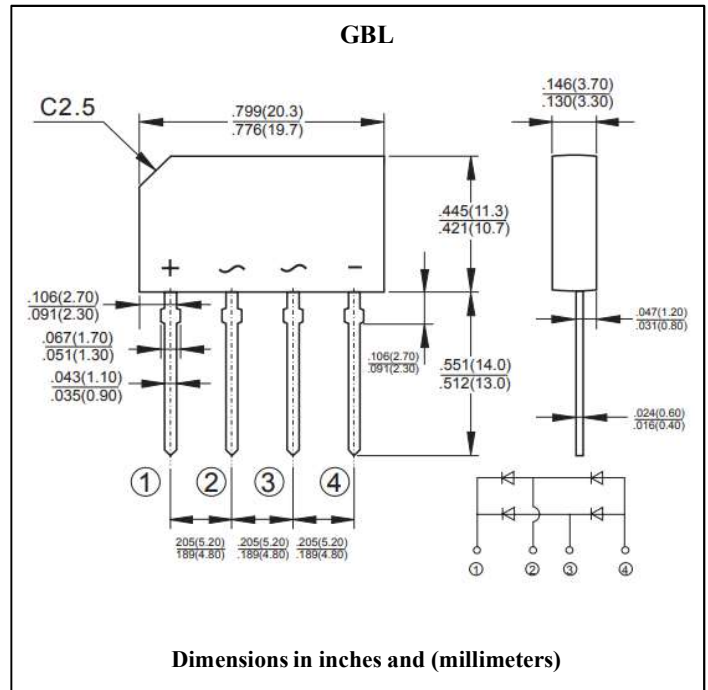 GBL
C2.5
.799(20.3)
.776(19.7)
.146(3.70)
.130(3.30)
.445(11.3)
.421(10.7)
+ ~ ~ -
.106(2.70)
.091(2.30)
.067(1.70)
.051(1.30)
.043(1.10)
.035(0.90)
.106(2.70)
.091(2.30)
.551(14.0)
.512(13.0)
.047(1.20)
.031(0.80)
.024(0.60)
.016(0.40)
① ② ③ ④
205(5.20) .205(5.20) .205(5.20)
189(4.80) .189(4.80) .189(4.80)
① ② ③ ④
Dimensions in inches and (millimeters)